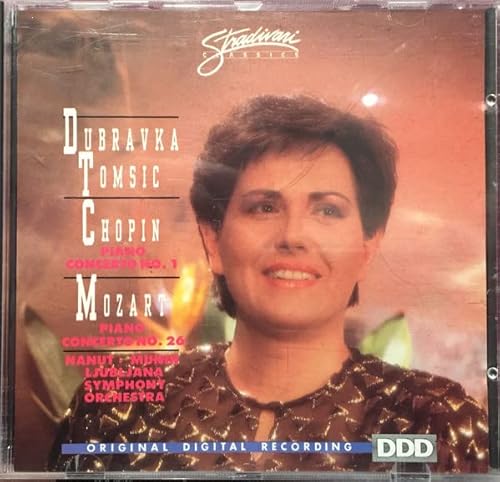 Stradivari
CLASSICS
DUBRAVKA
TOMSIC
CHOPIN
PIANO
CONCERTO NO. 1
MOZART
PIANO
CONCERTO NO. 26
NANUT · MUNIH
LJUBLJANA
SYMPHONY
ORCHESTRA
ORIGINAL DIGITAL RECORDING
DDD